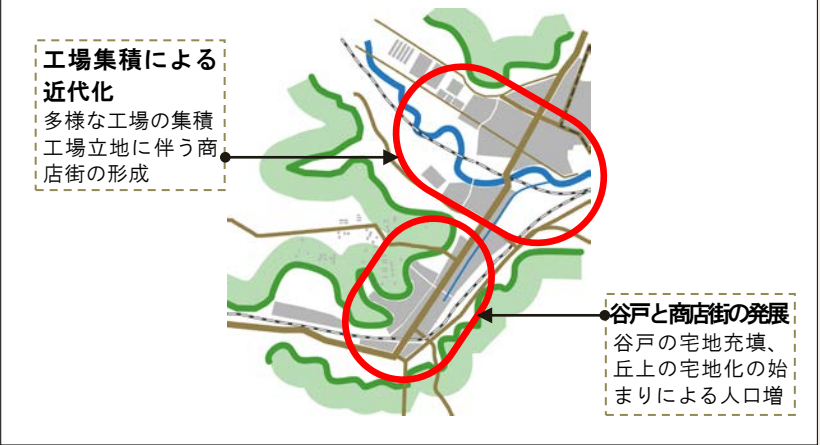 工場集積による
近代化
多様な工場の集積
工場立地に伴う商
店街の形成
谷戸と商店街の発展
谷戸の宅地充填、
丘上の宅地化の始
まりによる人口増